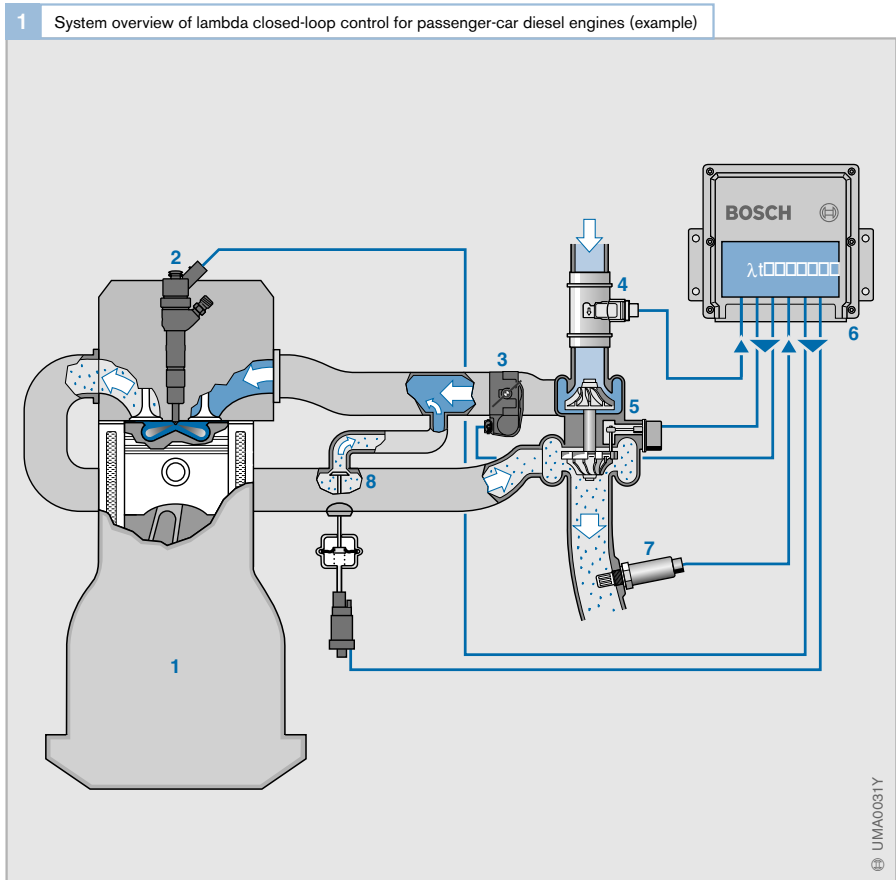 1 System overview of lambda closed-loop control for passenger-car diesel engines (example)
2
BOSCH
4
λt□□□□□□□
6
3
5
8
7
1
UMA0031Y